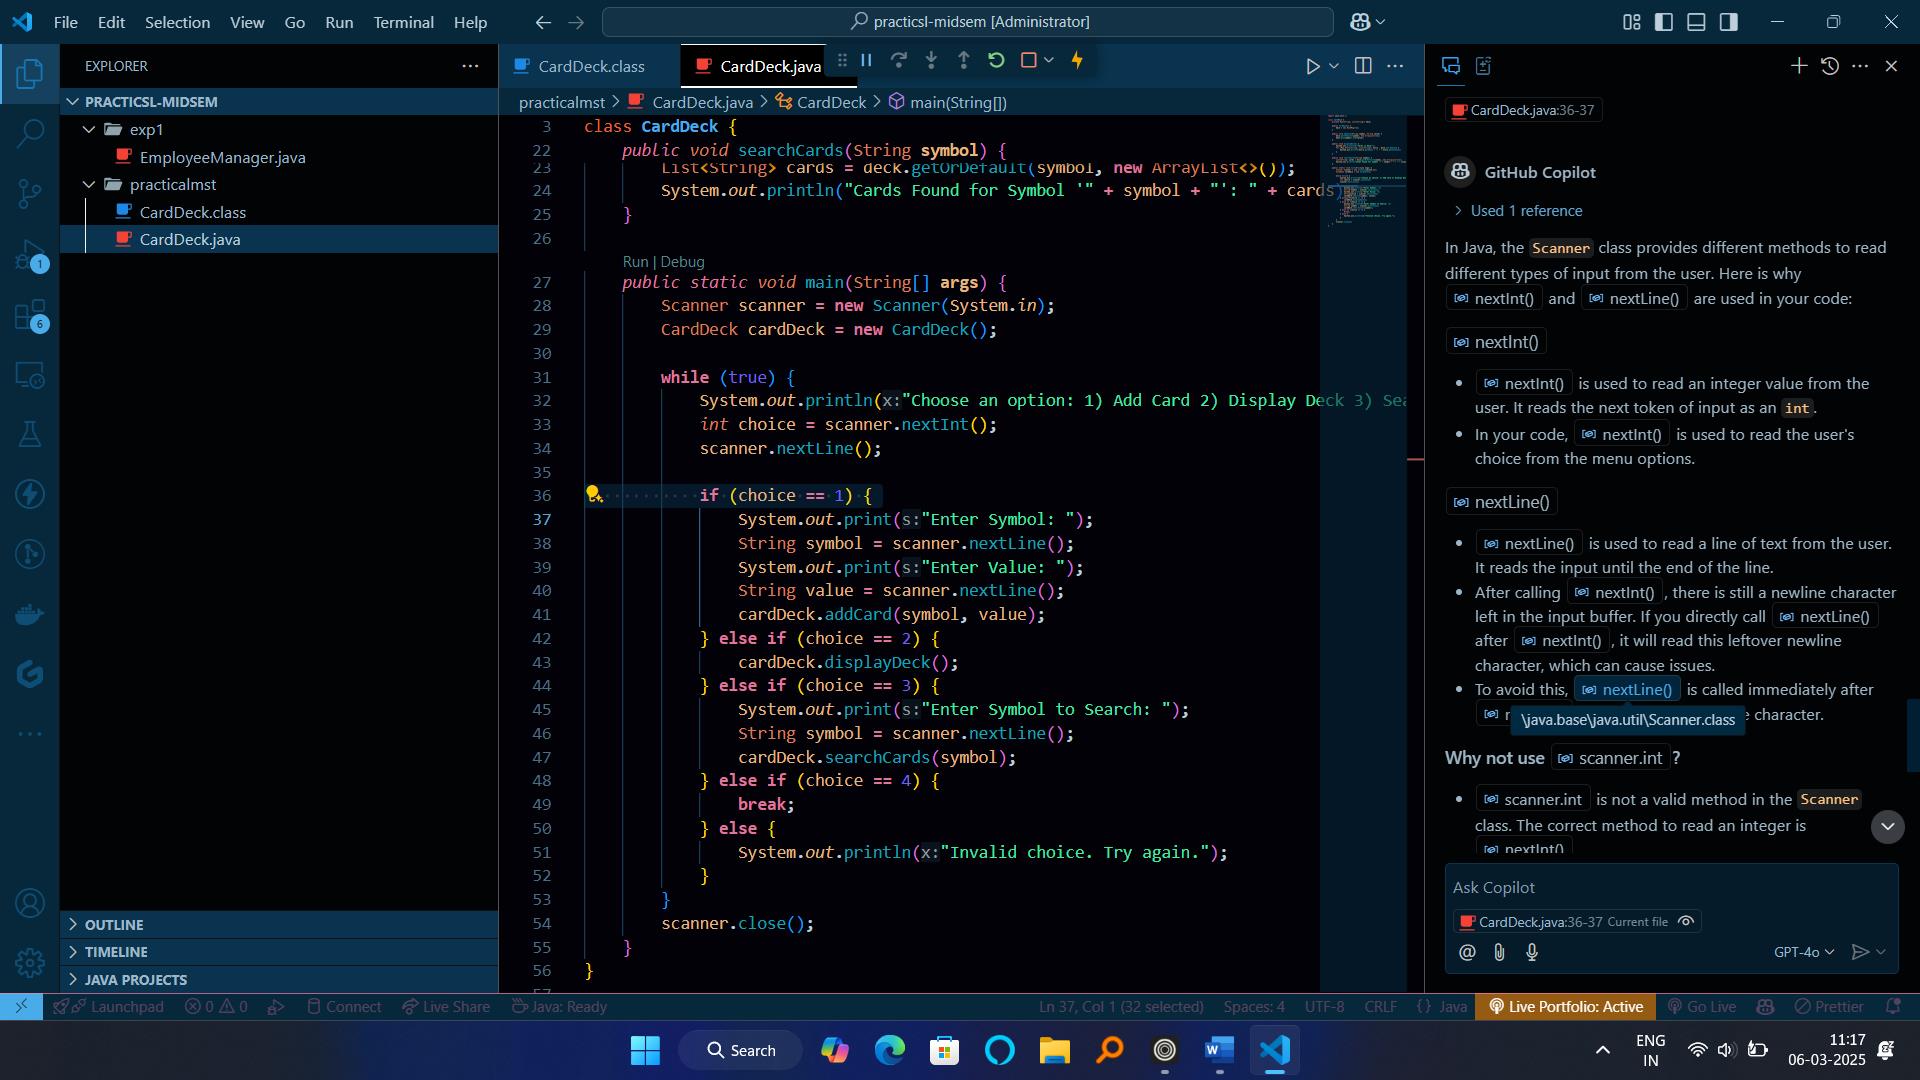 File Edit Selection View Go Run Terminal Help
practicsl-midsem [Administrator]
EXPLORER
PRACTICSL-MIDSEM
exp1
EmployeeManager.java
practicalmst
CardDeck.class
CardDeck.java
1
6
OUTLINE
TIMELINE
JAVA PROJECTS
CardDeck.class
CardDeck.java
practicalmst > CardDeck.java > CardDeck > main(String[])
3 class CardDeck {
22 public void searchCards(String symbol) {
23 List<String> cards = deck.getOrDefault(symbol, new ArrayList<>());
24 System.out.println("Cards Found for Symbol '" + symbol + "': " + cards
25 }
26
Run | Debug
27 public static void main(String[] args) {
28 Scanner scanner = new Scanner(System.in);
29 CardDeck cardDeck = new CardDeck();
30
31 while (true) {
32 System.out.println(x:"Choose an option: 1) Add Card 2) Display Deck 3) Sea
33 int choice = scanner.nextInt();
34 scanner.nextLine();
35
36 if (choice == 1) {
37 System.out.print(s:"Enter Symbol: ");
38 String symbol = scanner.nextLine();
39 System.out.print(s:"Enter Value: ");
40 String value = scanner.nextLine();
41 cardDeck.addCard(symbol, value);
42 } else if (choice == 2) {
43 cardDeck.displayDeck();
44 } else if (choice == 3) {
45 System.out.print(s:"Enter Symbol to Search: ");
46 String symbol = scanner.nextLine();
47 cardDeck.searchCards(symbol);
48 } else if (choice == 4) {
49 break;
50 } else {
51 System.out.println(x:"Invalid choice. Try again.");
52 }
53 }
54 scanner.close();
55 }
56 }
CardDeck.java:36-37
GitHub Copilot
Used 1 reference
In Java, the Scanner class provides different methods to read
different types of input from the user. Here is why
nextInt() and nextLine() are used in your code:
nextInt()
• nextInt() is used to read an integer value from the
user. It reads the next token of input as an int.
• In your code, nextInt() is used to read the user's
choice from the menu options.
nextLine()
• nextLine() is used to read a line of text from the user.
It reads the input until the end of the line.
• After calling nextInt(), there is still a newline character
left in the input buffer. If you directly call nextLine()
after nextInt(), it will read this leftover newline
character, which can cause issues.
• To avoid this, nextLine() is called immediately after
\java.base\java.util\Scanner.class
character.
Why not use scanner.int ?
• scanner.int is not a valid method in the Scanner
class. The correct method to read an integer is
nextInt()
Ask Copilot
CardDeck.java:36-37 Current file
@
GPT-4o
Launchpad 0 0 Connect Live Share Java: Ready
Ln 37, Col 1 (32 selected) Spaces: 4 UTF-8 CRLF {} Java Live Portfolio: Active Go Live Prettier
Search
ENG
IN
11:17
06-03-2025